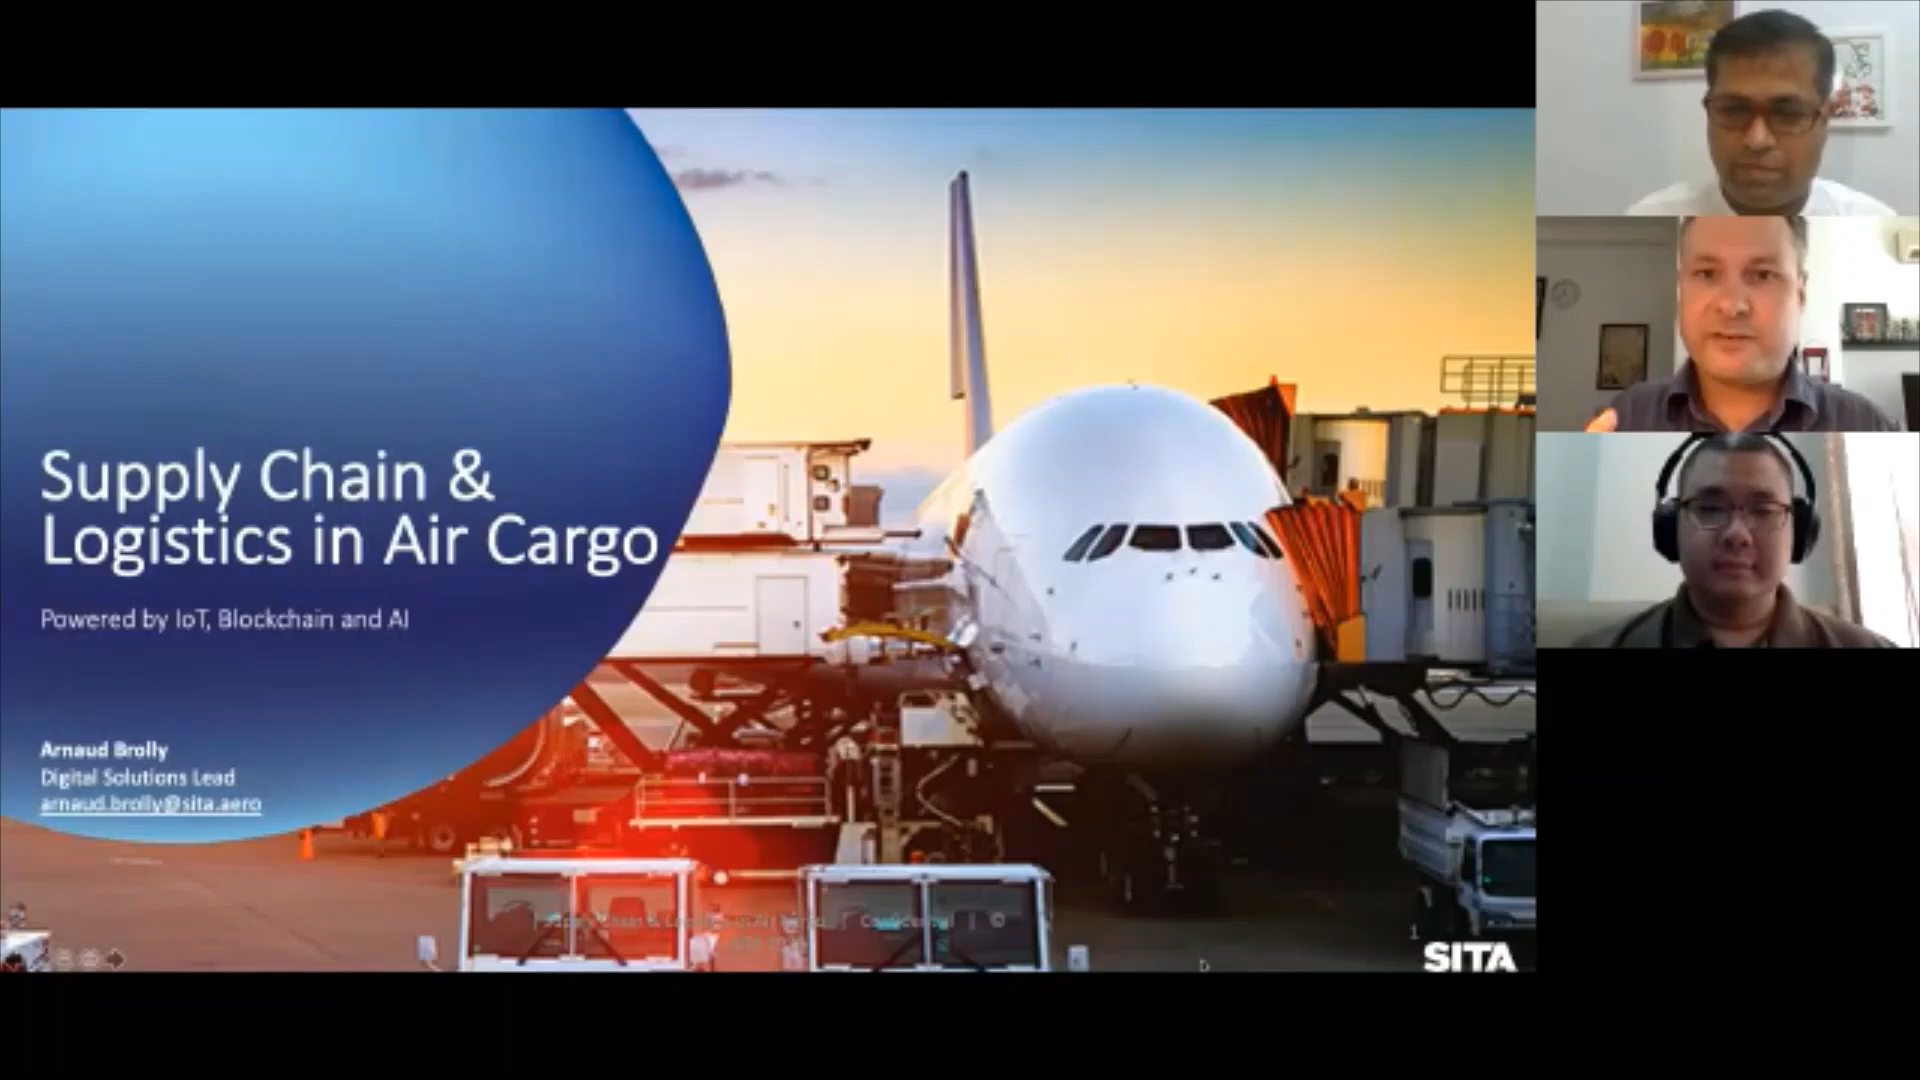 Supply Chain &
Logistics in Air Cargo
Powered by IoT, Blockchain and AI
Arnaud Brolly
Digital Solutions Lead
arnaud.brolly@sita.aero
1
SITA